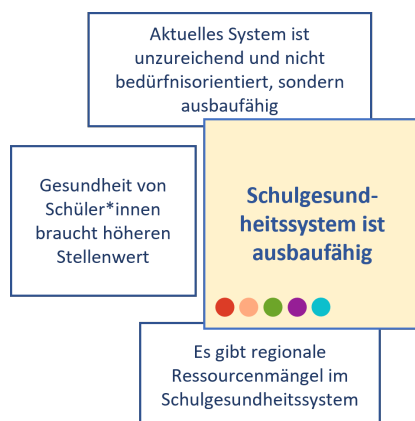 Aktuelles System ist
unzureichend und nicht
bedürfnisorientiert, sondern
ausbaufähig
Gesundheit von
Schüler*innen
braucht höheren
Stellenwert
Schulgesund-
heitssystem ist
ausbaufähig
Es gibt regionale
Ressourcenmängel im
Schulgesundheitssystem